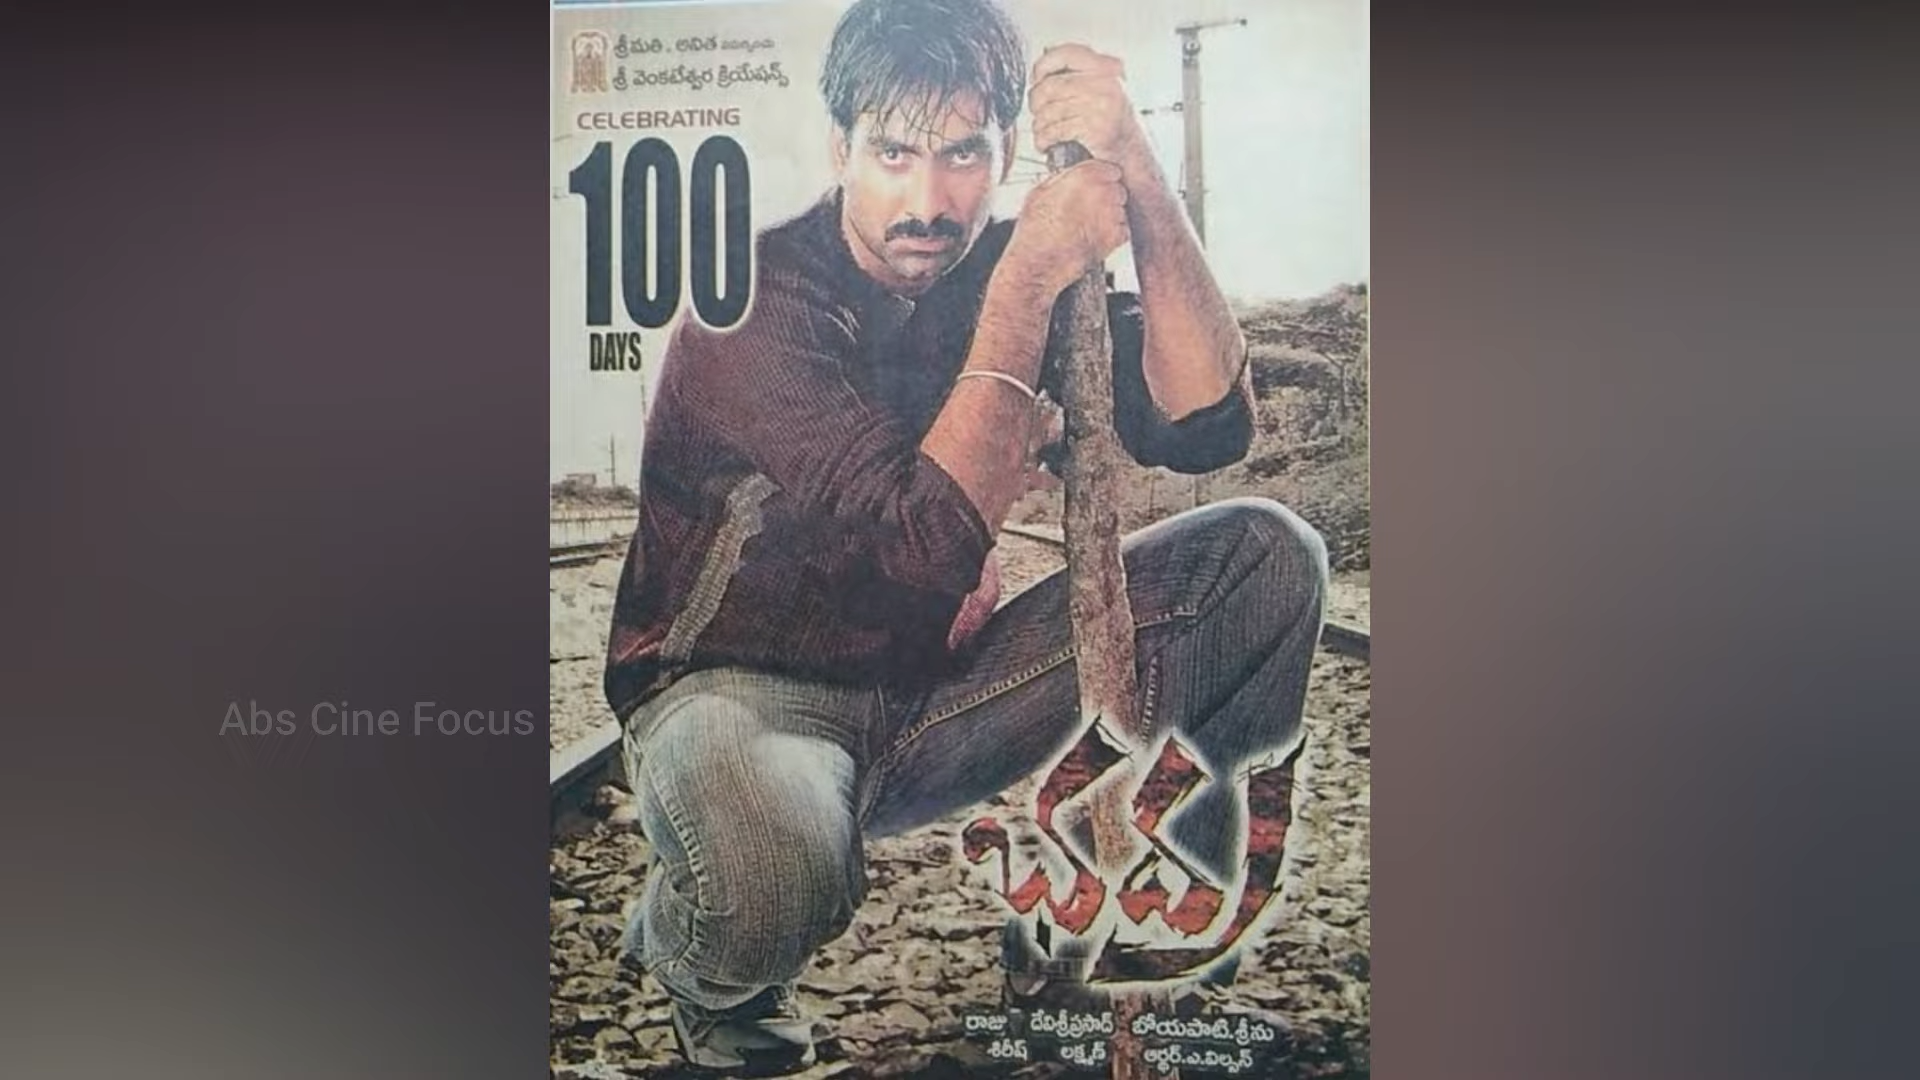 శ్రీమతి. అనిత సమర్పించు
శ్రీ వెంకటేశ్వర క్రియేషన్స్
CELEBRATING
100
DAYS
Abs Cine Focus
భద్ర
రాజు దేవిశ్రీప్రసాద్ బోయపాటి.శ్రీను
శిరీష్ లక్ష్మణ్ ఆర్థర్.ఎ.విల్సన్